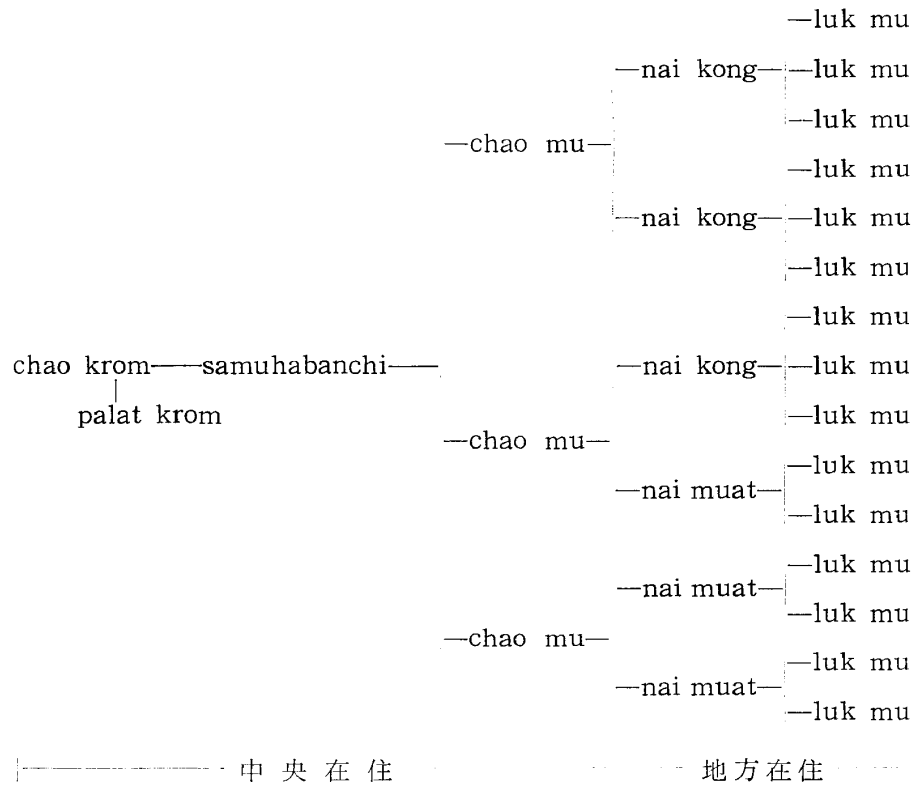 luk mu
nai kong luk mu
luk mu
chao mu
luk mu
nai kong luk mu
luk mu
luk mu
chao krom samuhabanchi nai kong luk mu
palat krom luk mu
chao mu
luk mu
nai muat
luk mu
luk mu
nai muat
luk mu
chao mu
luk mu
nai muat
luk mu
中央在住 地方在住